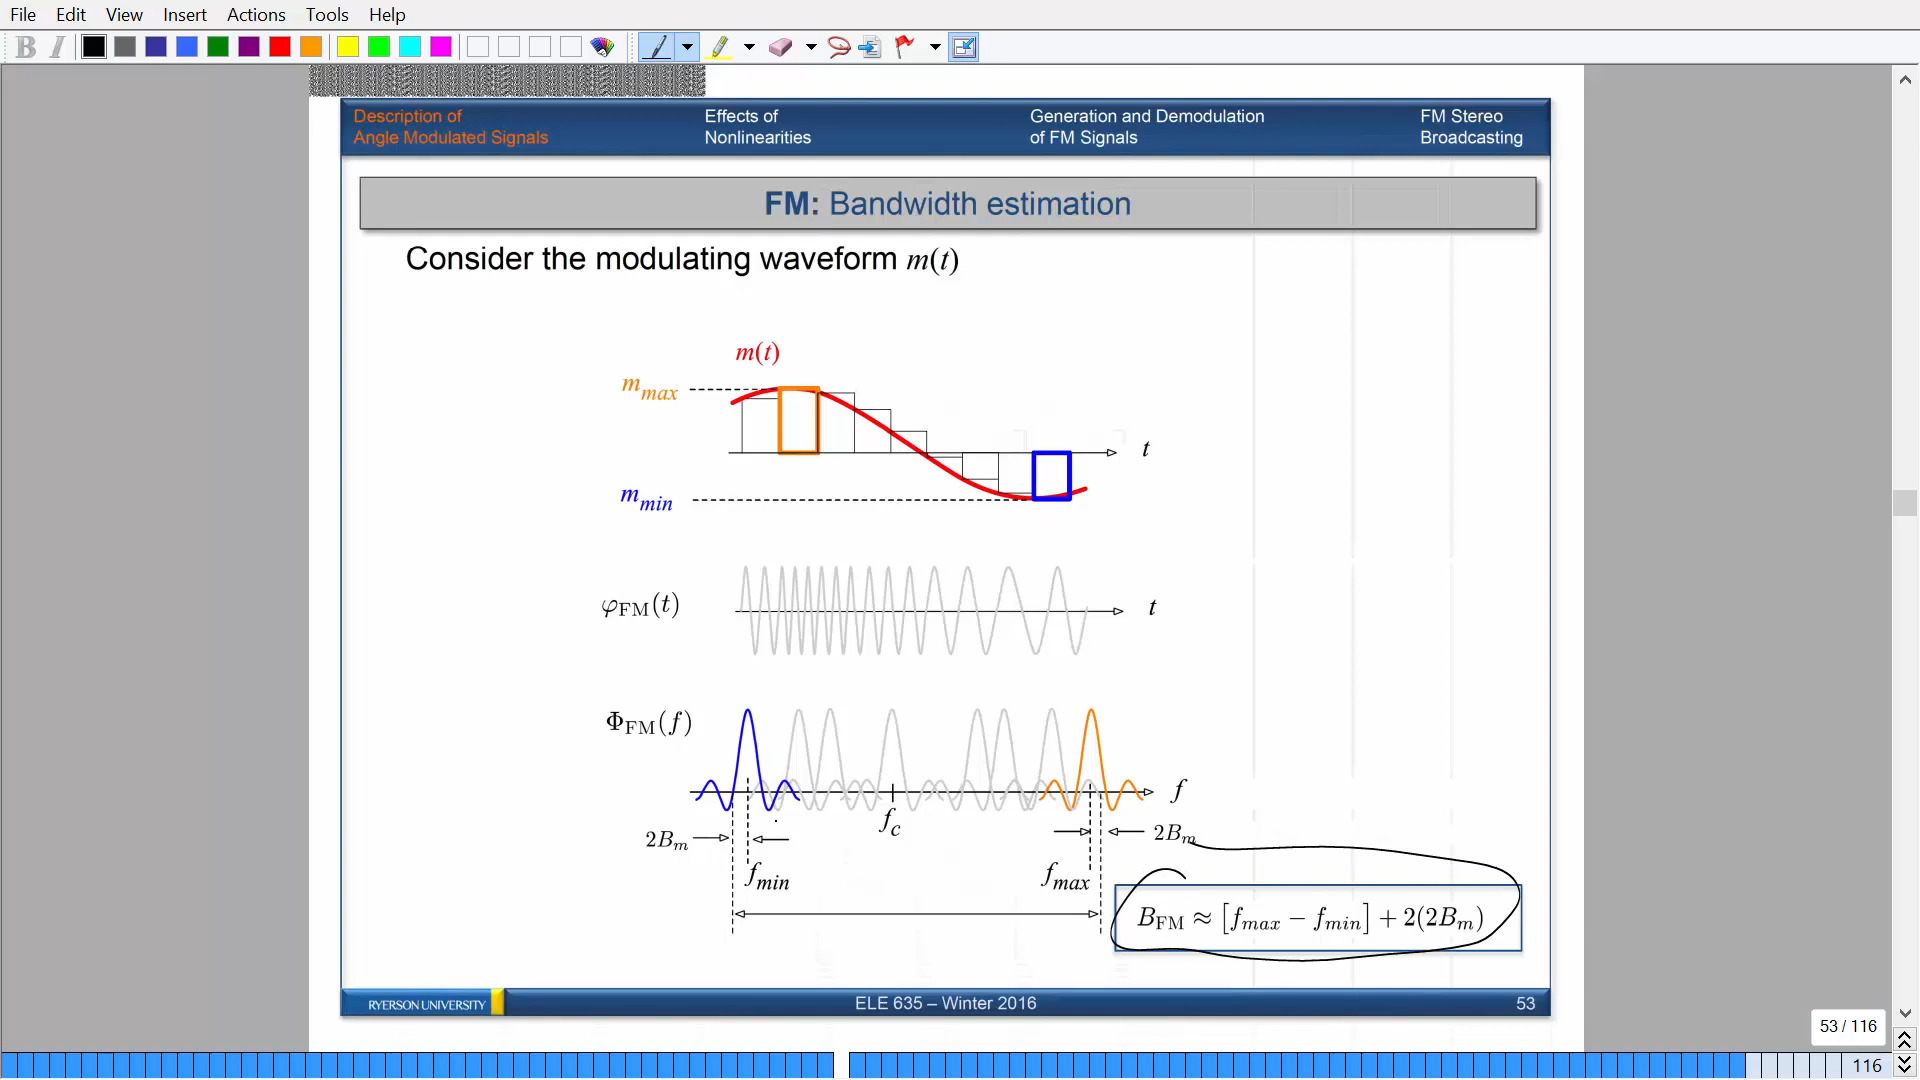 File Edit View Insert Actions Tools Help
B I
Description of
Angle Modulated Signals
Effects of
Nonlinearities
Generation and Demodulation
of FM Signals
FM Stereo
Broadcasting
FM: Bandwidth estimation
Consider the modulating waveform m(t)
m(t)
m_max
t
m_min
φ_FM(t)
t
Φ_FM(f)
f
f_c
2B_m
2B_m
f_min
f_max
B_FM ≈ [f_max − f_min] + 2(2B_m)
RYERSON UNIVERSITY
ELE 635 – Winter 2016
53
53 / 116
116